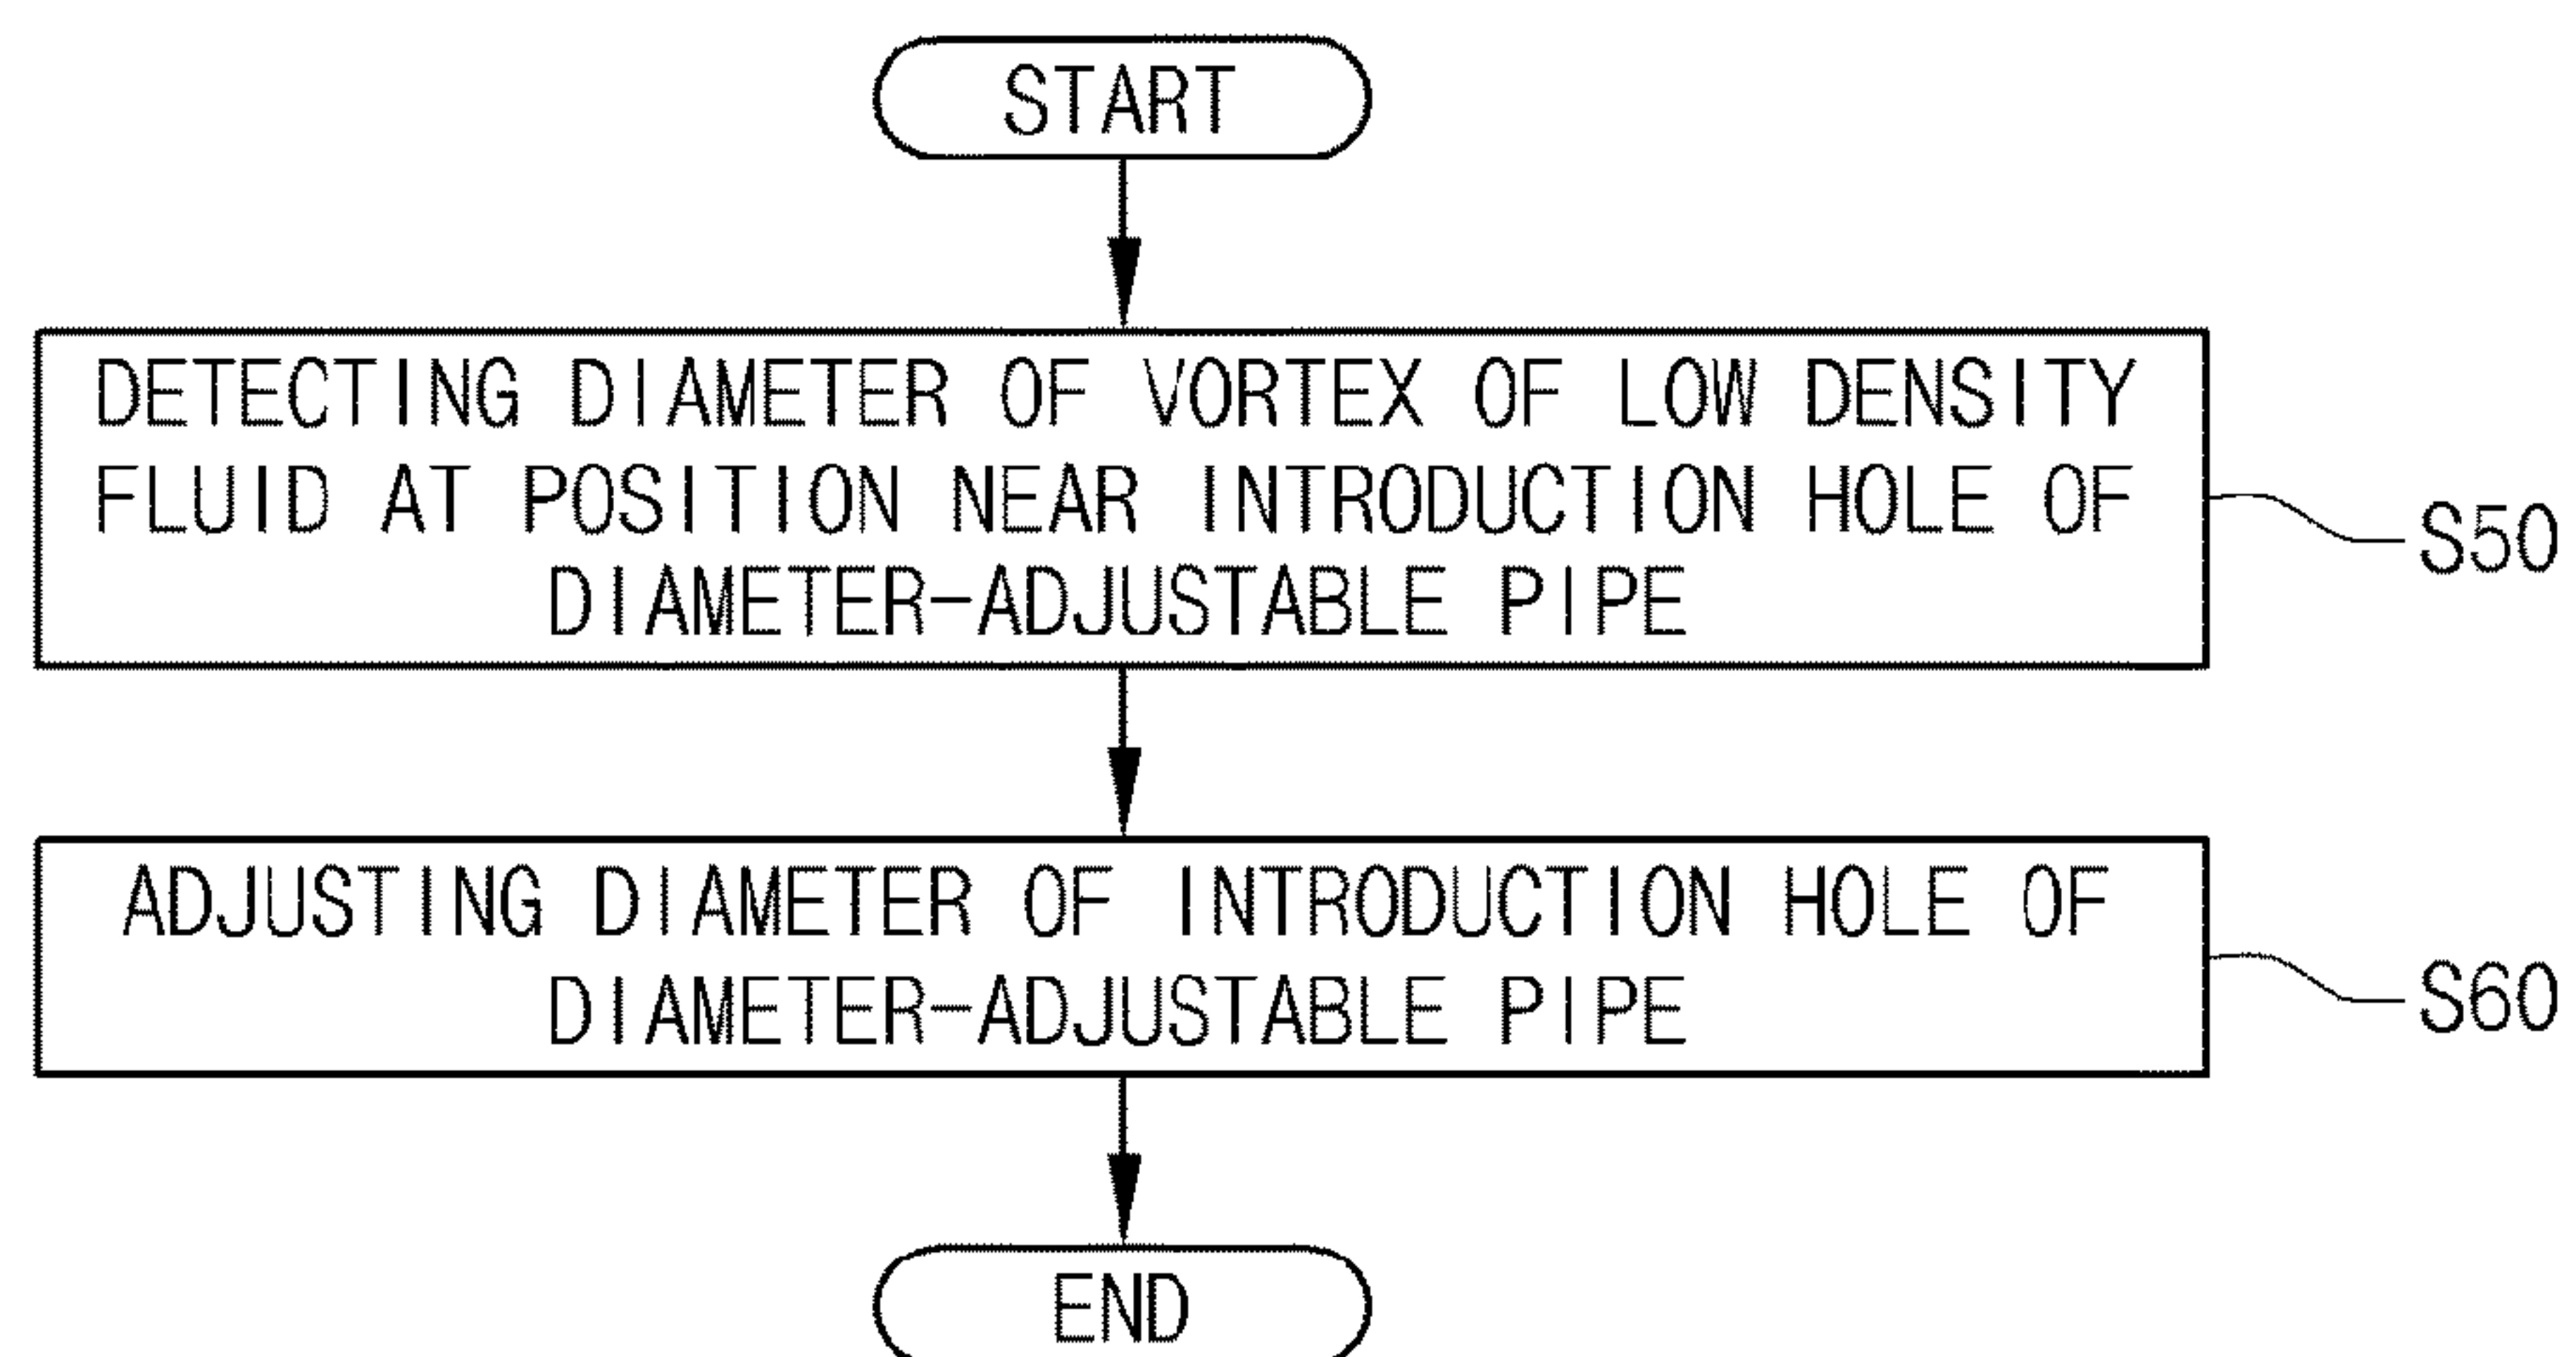 START
DETECTING DIAMETER OF VORTEX OF LOW DENSITY
FLUID AT POSITION NEAR INTRODUCTION HOLE OF
DIAMETER-ADJUSTABLE PIPE
S50
ADJUSTING DIAMETER OF INTRODUCTION HOLE OF
DIAMETER-ADJUSTABLE PIPE
S60
END